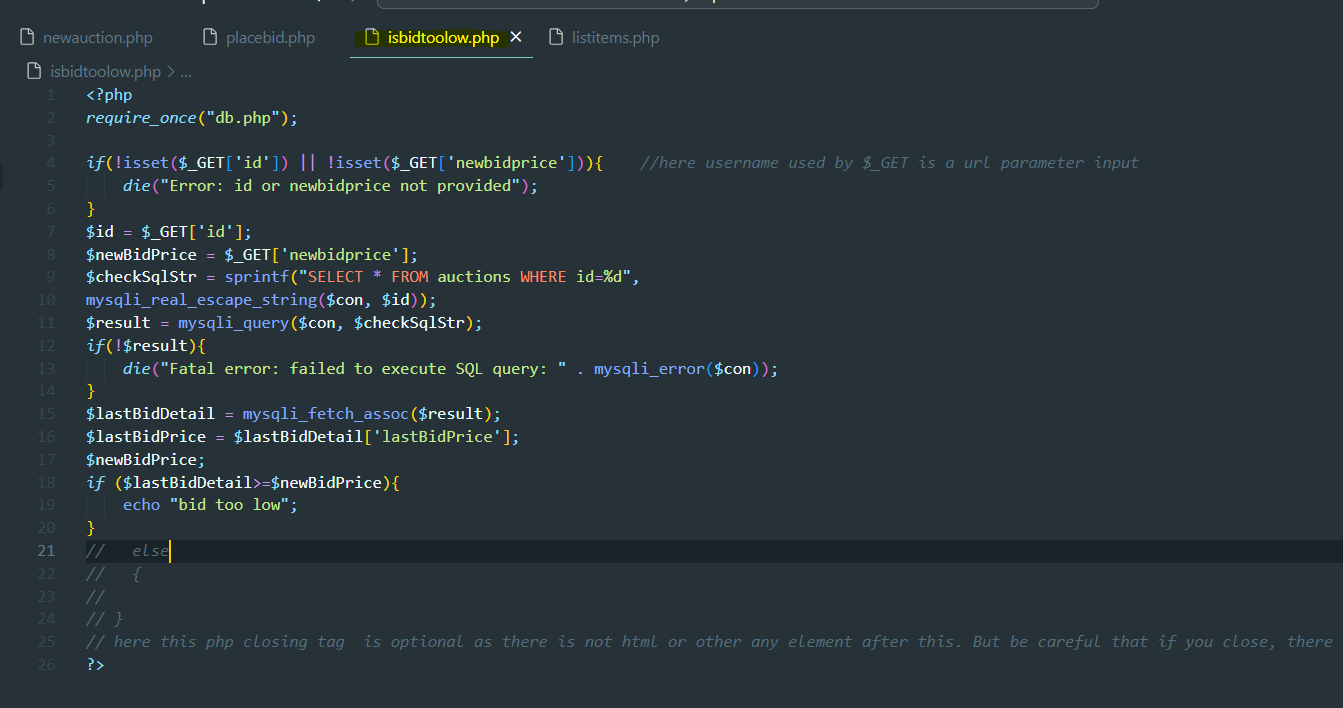 newauction.php placebid.php isbidtoolow.php × listitems.php
isbidtoolow.php > ...
1 <?php
2 require_once("db.php");
3
4 if(!isset($_GET['id']) || !isset($_GET['newbidprice'])){ //here username used by $_GET is a url parameter input
5 die("Error: id or newbidprice not provided");
6 }
7 $id = $_GET['id'];
8 $newBidPrice = $_GET['newbidprice'];
9 $checkSqlStr = sprintf("SELECT * FROM auctions WHERE id=%d",
10 mysqli_real_escape_string($con, $id));
11 $result = mysqli_query($con, $checkSqlStr);
12 if(!$result){
13 die("Fatal error: failed to execute SQL query: " . mysqli_error($con));
14 }
15 $lastBidDetail = mysqli_fetch_assoc($result);
16 $lastBidPrice = $lastBidDetail['lastBidPrice'];
17 $newBidPrice;
18 if ($lastBidDetail>=$newBidPrice){
19 echo "bid too low";
20 }
21 // else
22 // {
23 //
24 // }
25 // here this php closing tag is optional as there is not html or other any element after this. But be careful that if you close, there
26 ?>